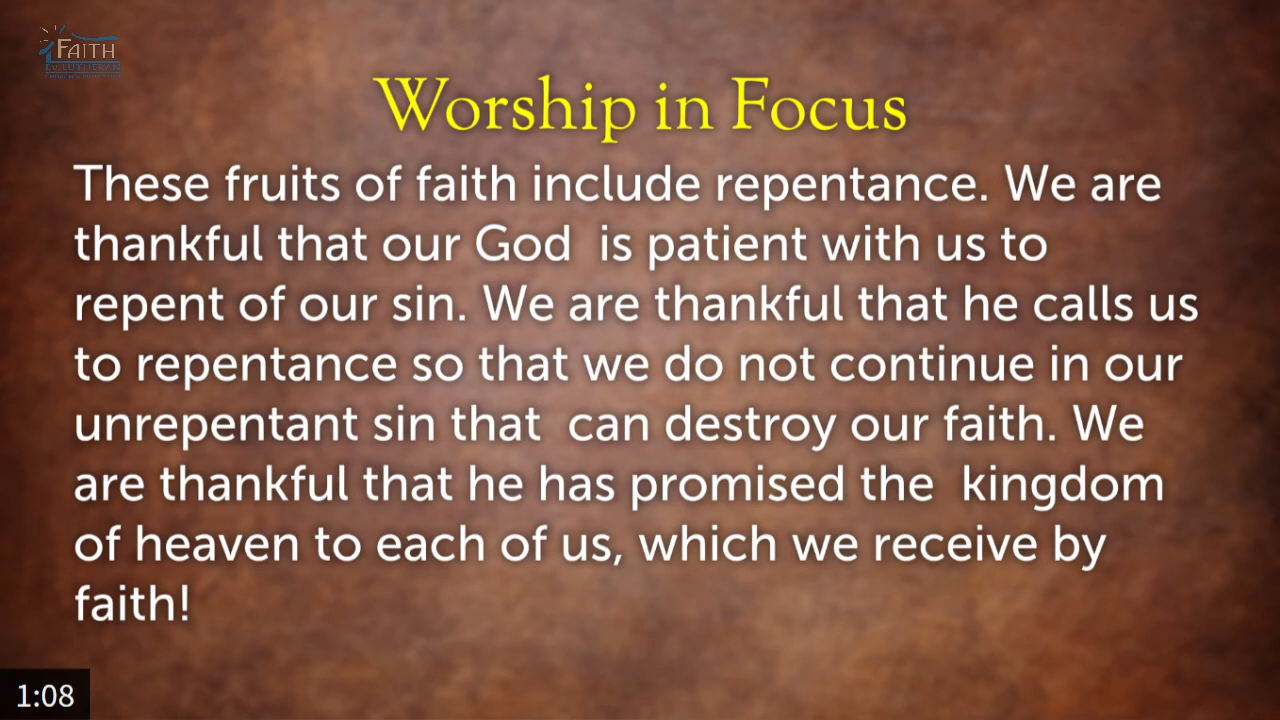 FAITH
EV. LUTHERAN
Worship in Focus
These fruits of faith include repentance. We are
thankful that our God  is patient with us to
repent of our sin. We are thankful that he calls us
to repentance so that we do not continue in our
unrepentant sin that  can destroy our faith. We
are thankful that he has promised the  kingdom
of heaven to each of us, which we receive by
faith!
1:08